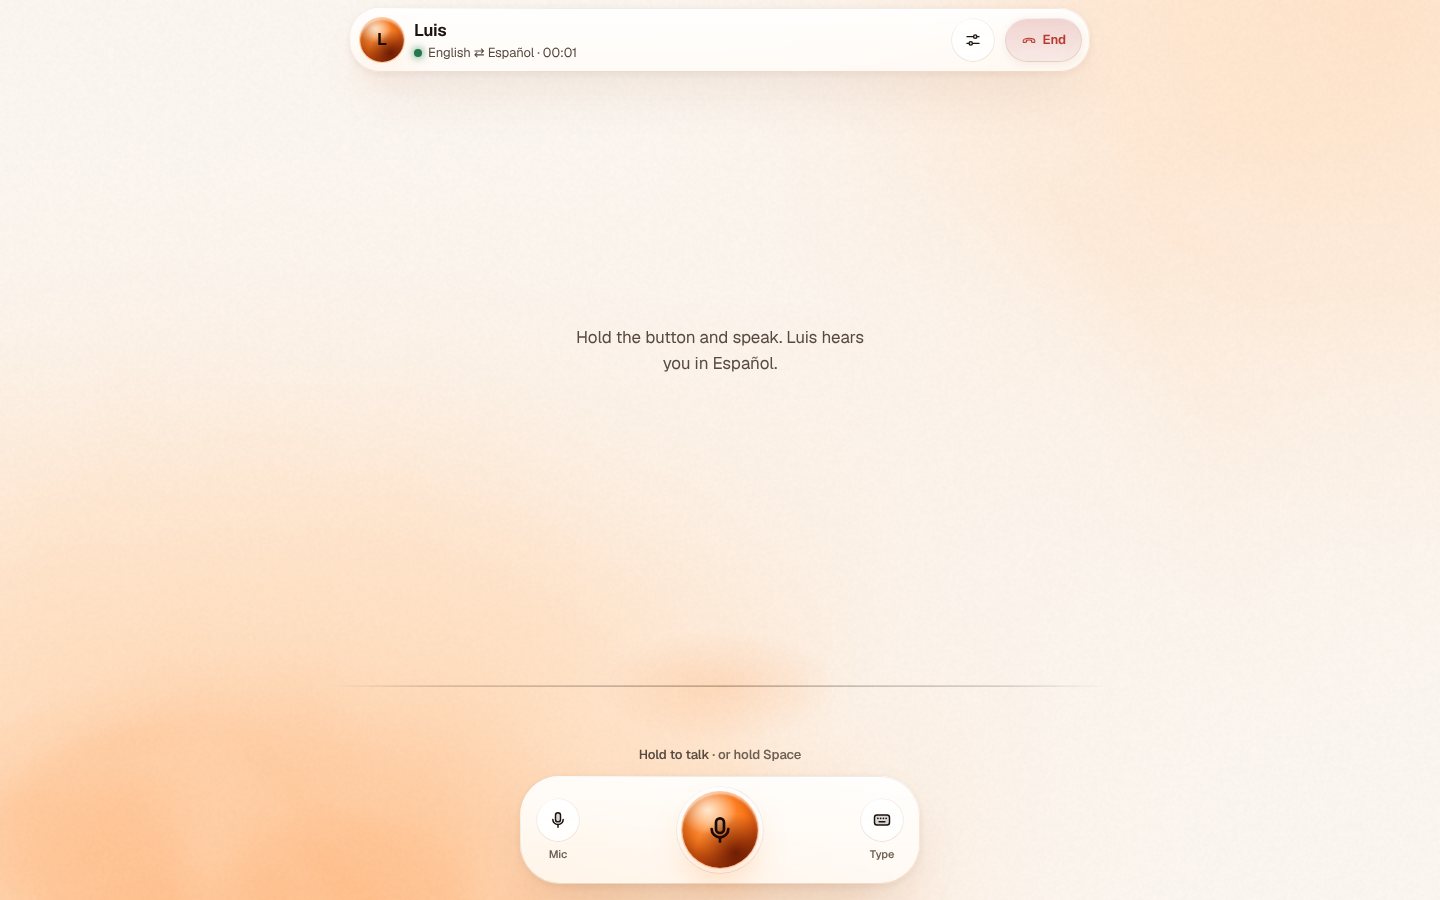 L
Luis
English ⇄ Español · 00:01
End
Hold the button and speak. Luis hears
you in Español.
Hold to talk · or hold Space
Mic
Type